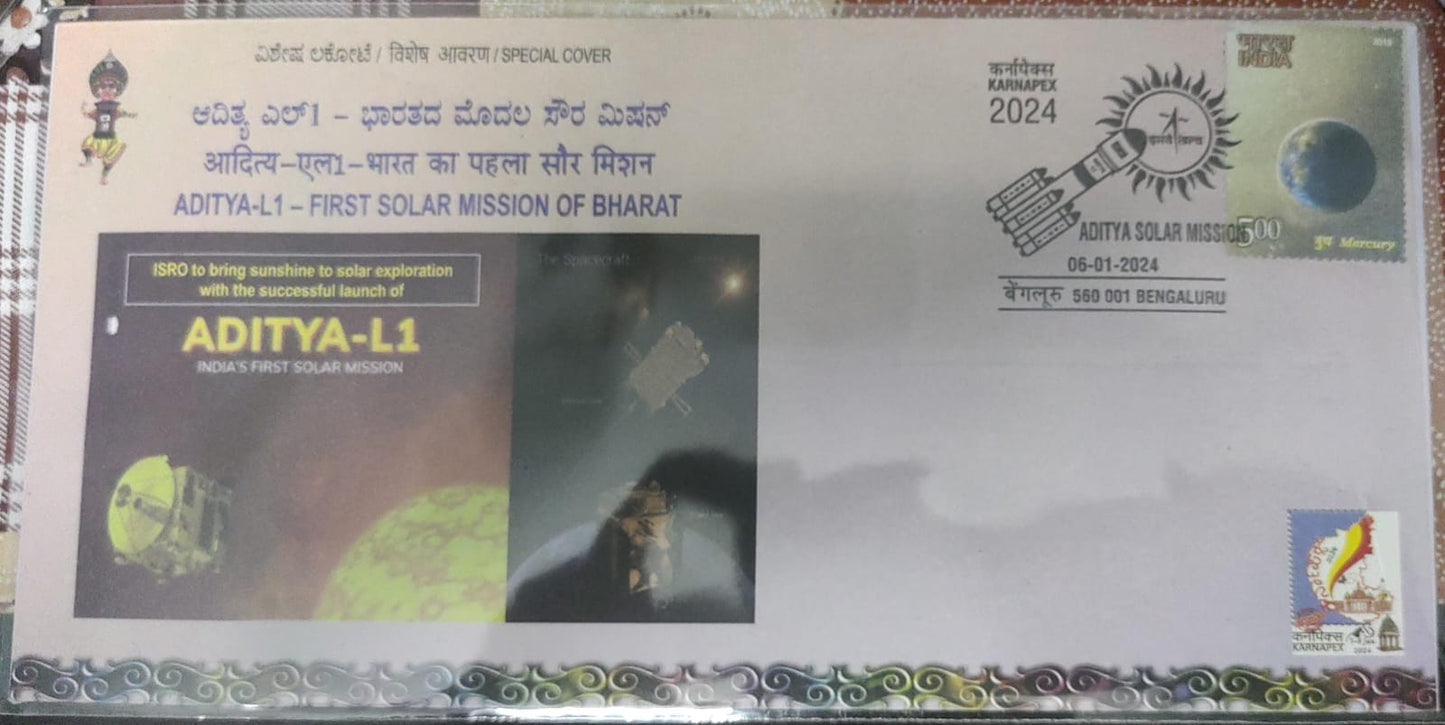 ವಿಶೇಷ ಲಕೋಟೆ / विशेष आवरण / SPECIAL COVER
ಆದಿತ್ಯ ಎಲ್1 – ಭಾರತದ ಮೊದಲ ಸೌರ ಮಿಷನ್
आदित्य–एल1–भारत का पहला सौर मिशन
ADITYA-L1 – FIRST SOLAR MISSION OF BHARAT
ISRO to bring sunshine to solar exploration
with the successful launch of
ADITYA-L1
INDIA'S FIRST SOLAR MISSION
The Spacecraft
कर्नापेक्स
KARNAPEX
2024
ADITYA SOLAR MISSION
06-01-2024
बेंगलूरु 560 001 BENGALURU
भारत
INDIA
500
बुध Mercury
कर्नापेक्स
KARNAPEX
2024